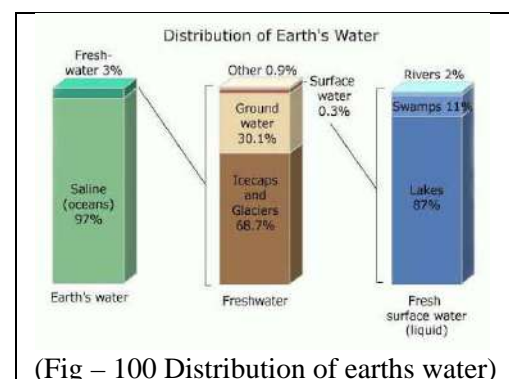 Distribution of Earth's Water
Fresh-
water 3%
Saline
(oceans)
97%
Earth's water
Other 0.9%
Ground
water
30.1%
Icecaps
and
Glaciers
68.7%
Freshwater
Surface
water
0.3%
Rivers 2%
Swamps 11%
Lakes
87%
Fresh
surface water
(liquid)
(Fig – 100 Distribution of earths water)